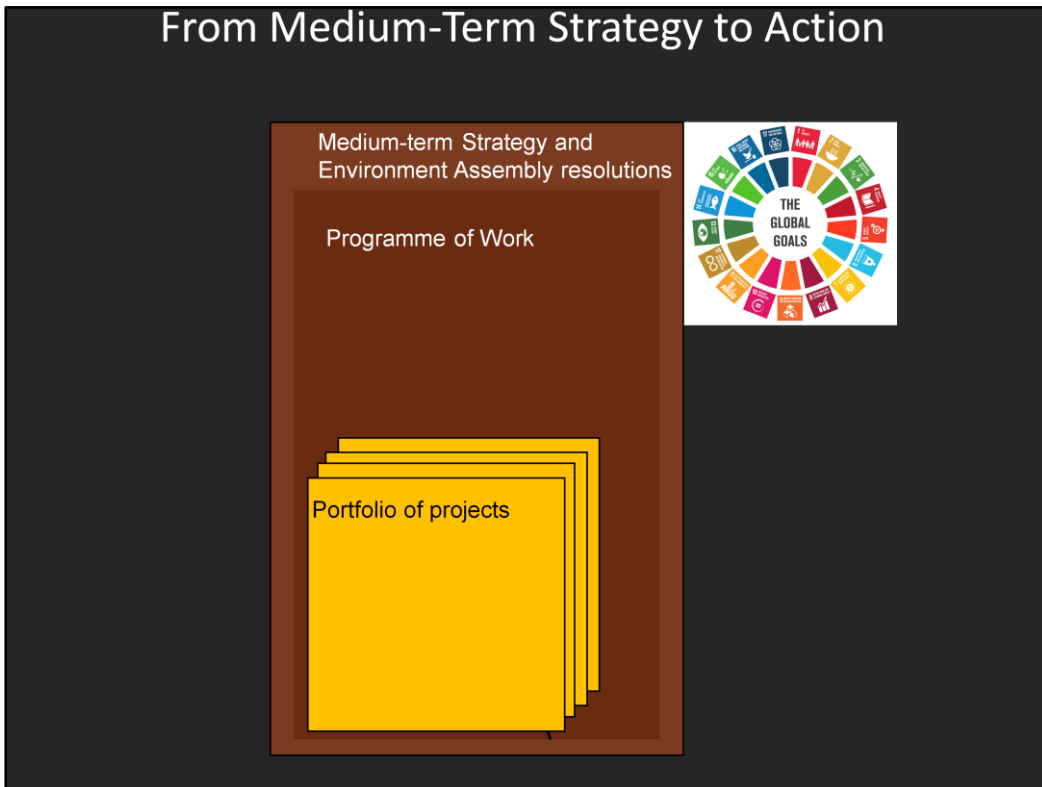 From Medium-Term Strategy to Action
Medium-term Strategy and
Environment Assembly resolutions
Programme of Work
THE
GLOBAL
GOALS
Portfolio of projects